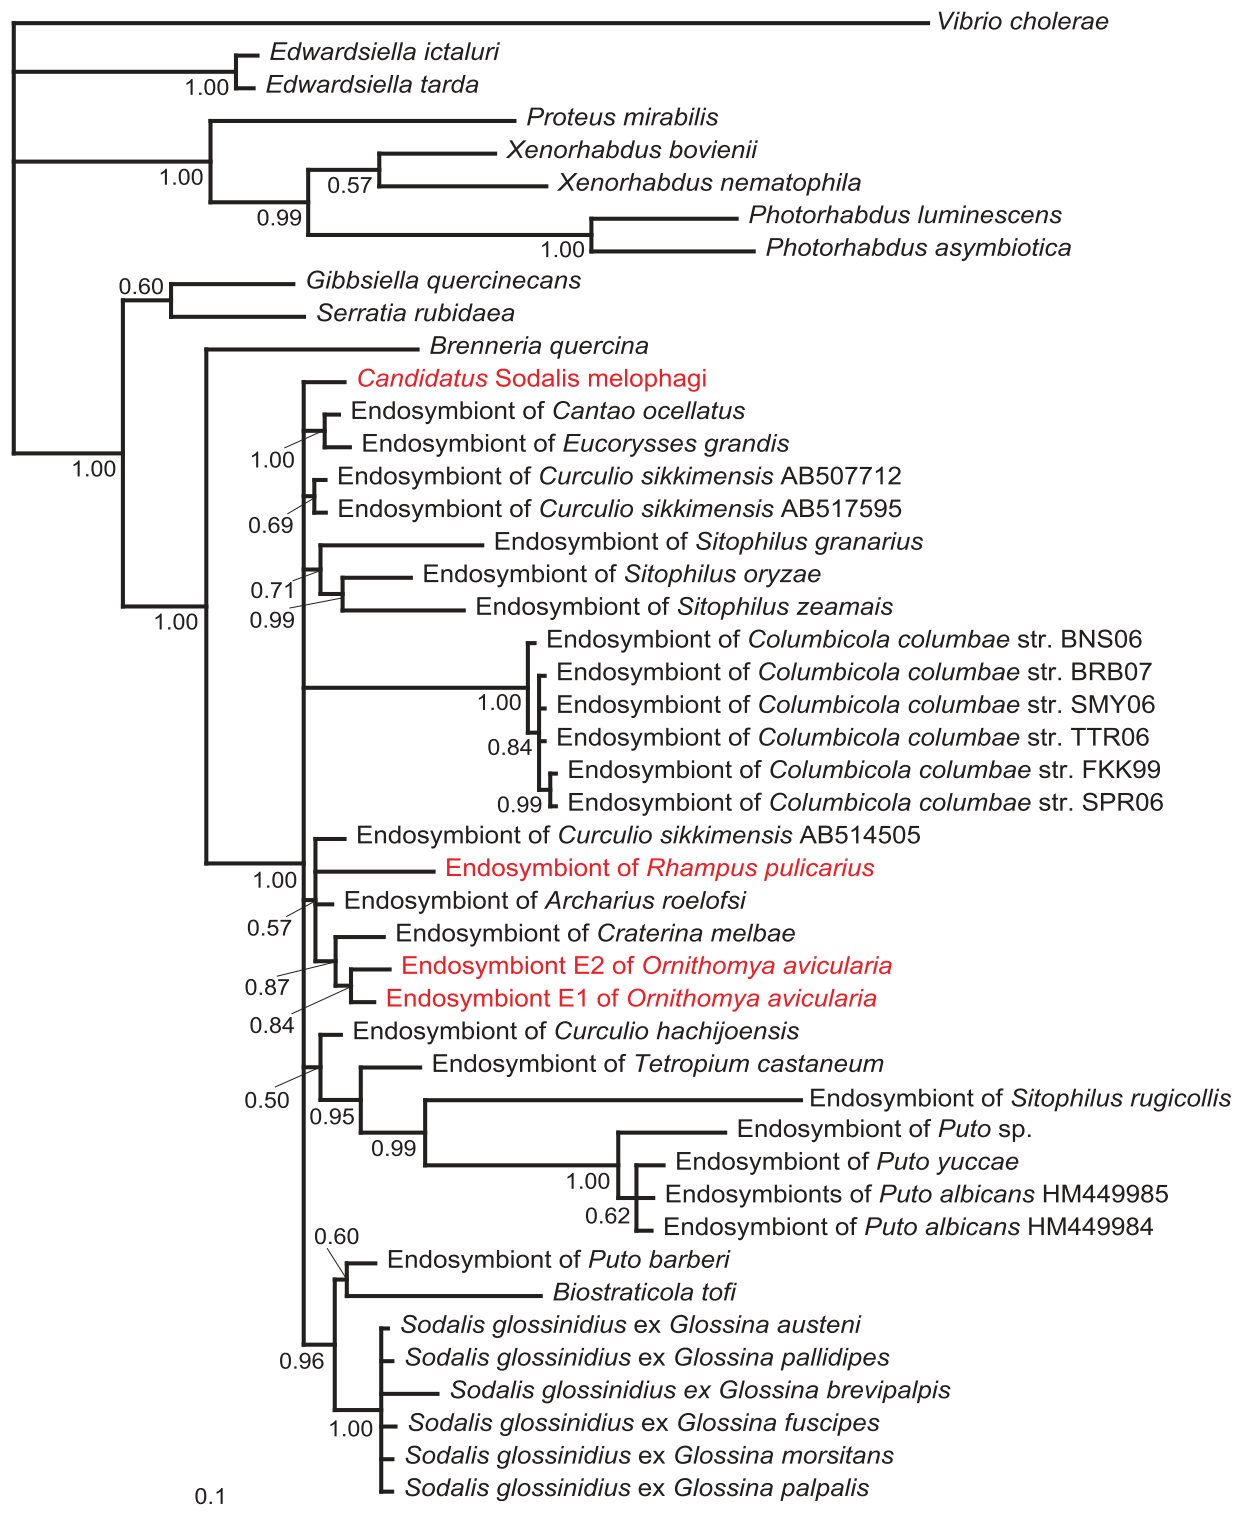 Vibrio cholerae
Edwardsiella ictaluri
1.00
Edwardsiella tarda
Proteus mirabilis
Xenorhabdus bovienii
1.00
0.57
Xenorhabdus nematophila
0.99
Photorhabdus luminescens
1.00
Photorhabdus asymbiotica
0.60
Gibbsiella quercinecans
Serratia rubidaea
Brenneria quercina
Candidatus Sodalis melophagi
Endosymbiont of Cantao ocellatus
Endosymbiont of Eucorysses grandis
1.00
1.00
Endosymbiont of Curculio sikkimensis AB507712
Endosymbiont of Curculio sikkimensis AB517595
0.69
Endosymbiont of Sitophilus granarius
Endosymbiont of Sitophilus oryzae
0.71
Endosymbiont of Sitophilus zeamais
0.99
1.00
Endosymbiont of Columbicola columbae str. BNS06
Endosymbiont of Columbicola columbae str. BRB07
1.00
Endosymbiont of Columbicola columbae str. SMY06
Endosymbiont of Columbicola columbae str. TTR06
0.84
Endosymbiont of Columbicola columbae str. FKK99
Endosymbiont of Columbicola columbae str. SPR06
0.99
Endosymbiont of Curculio sikkimensis AB514505
Endosymbiont of Rhampus pulicarius
1.00
Endosymbiont of Archarius roelofsi
0.57
Endosymbiont of Craterina melbae
Endosymbiont E2 of Ornithomya avicularia
0.87
Endosymbiont E1 of Ornithomya avicularia
0.84
Endosymbiont of Curculio hachijoensis
Endosymbiont of Tetropium castaneum
0.50
Endosymbiont of Sitophilus rugicollis
0.95
Endosymbiont of Puto sp.
0.99
Endosymbiont of Puto yuccae
1.00
Endosymbionts of Puto albicans HM449985
0.62
Endosymbiont of Puto albicans HM449984
0.60
Endosymbiont of Puto barberi
Biostraticola tofi
Sodalis glossinidius ex Glossina austeni
0.96
Sodalis glossinidius ex Glossina pallidipes
Sodalis glossinidius ex Glossina brevipalpis
1.00
Sodalis glossinidius ex Glossina fuscipes
Sodalis glossinidius ex Glossina morsitans
Sodalis glossinidius ex Glossina palpalis
0.1